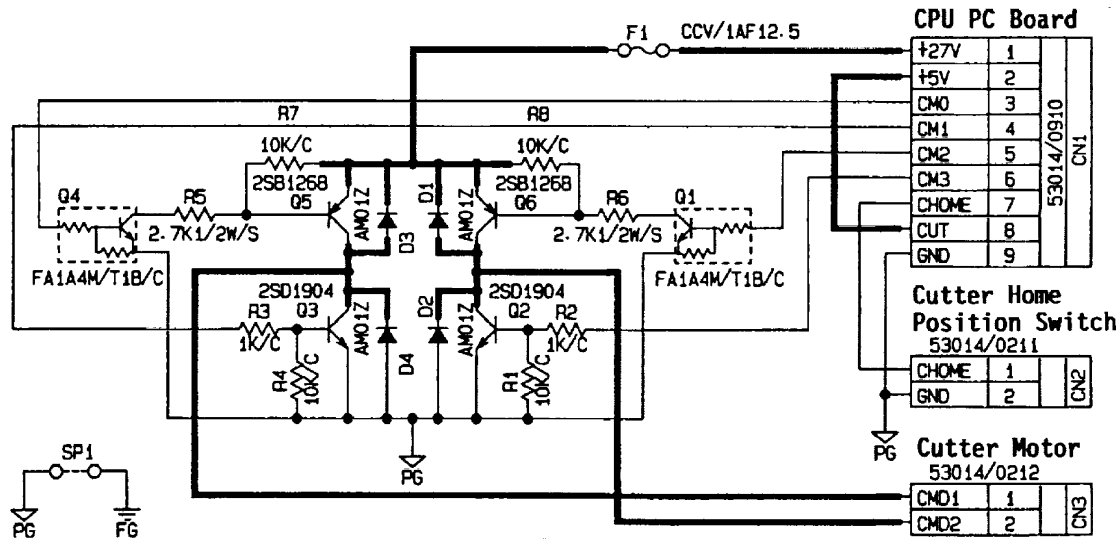 CPU PC Board
F1 CCV/1AF12.5
+27V 1
+5V 2
CM0 3
CM1 4
CM2 5
CM3 6
CHOME 7
CUT 8
GND 9
53014/0910
CN1
R7 R8
10K/C 10K/C
2SB1268 2SB1268
Q4 R5 Q5 AM01Z D3 D1 AM01Z Q6 R6 Q1
2.7K1/2W/S 2.7K1/2W/S
FA1A4M/T1B/C FA1A4M/T1B/C
2SD1904 2SD1904
R3 Q3 AM01Z D4 D2 AM01Z Q2 R2
1K/C 1K/C
R4 10K/C R1 10K/C
Cutter Home
Position Switch
53014/0211
CHOME 1
GND 2
CN2
PG
PG
SP1
PG FG
Cutter Motor
53014/0212
CMD1 1
CMD2 2
CN3